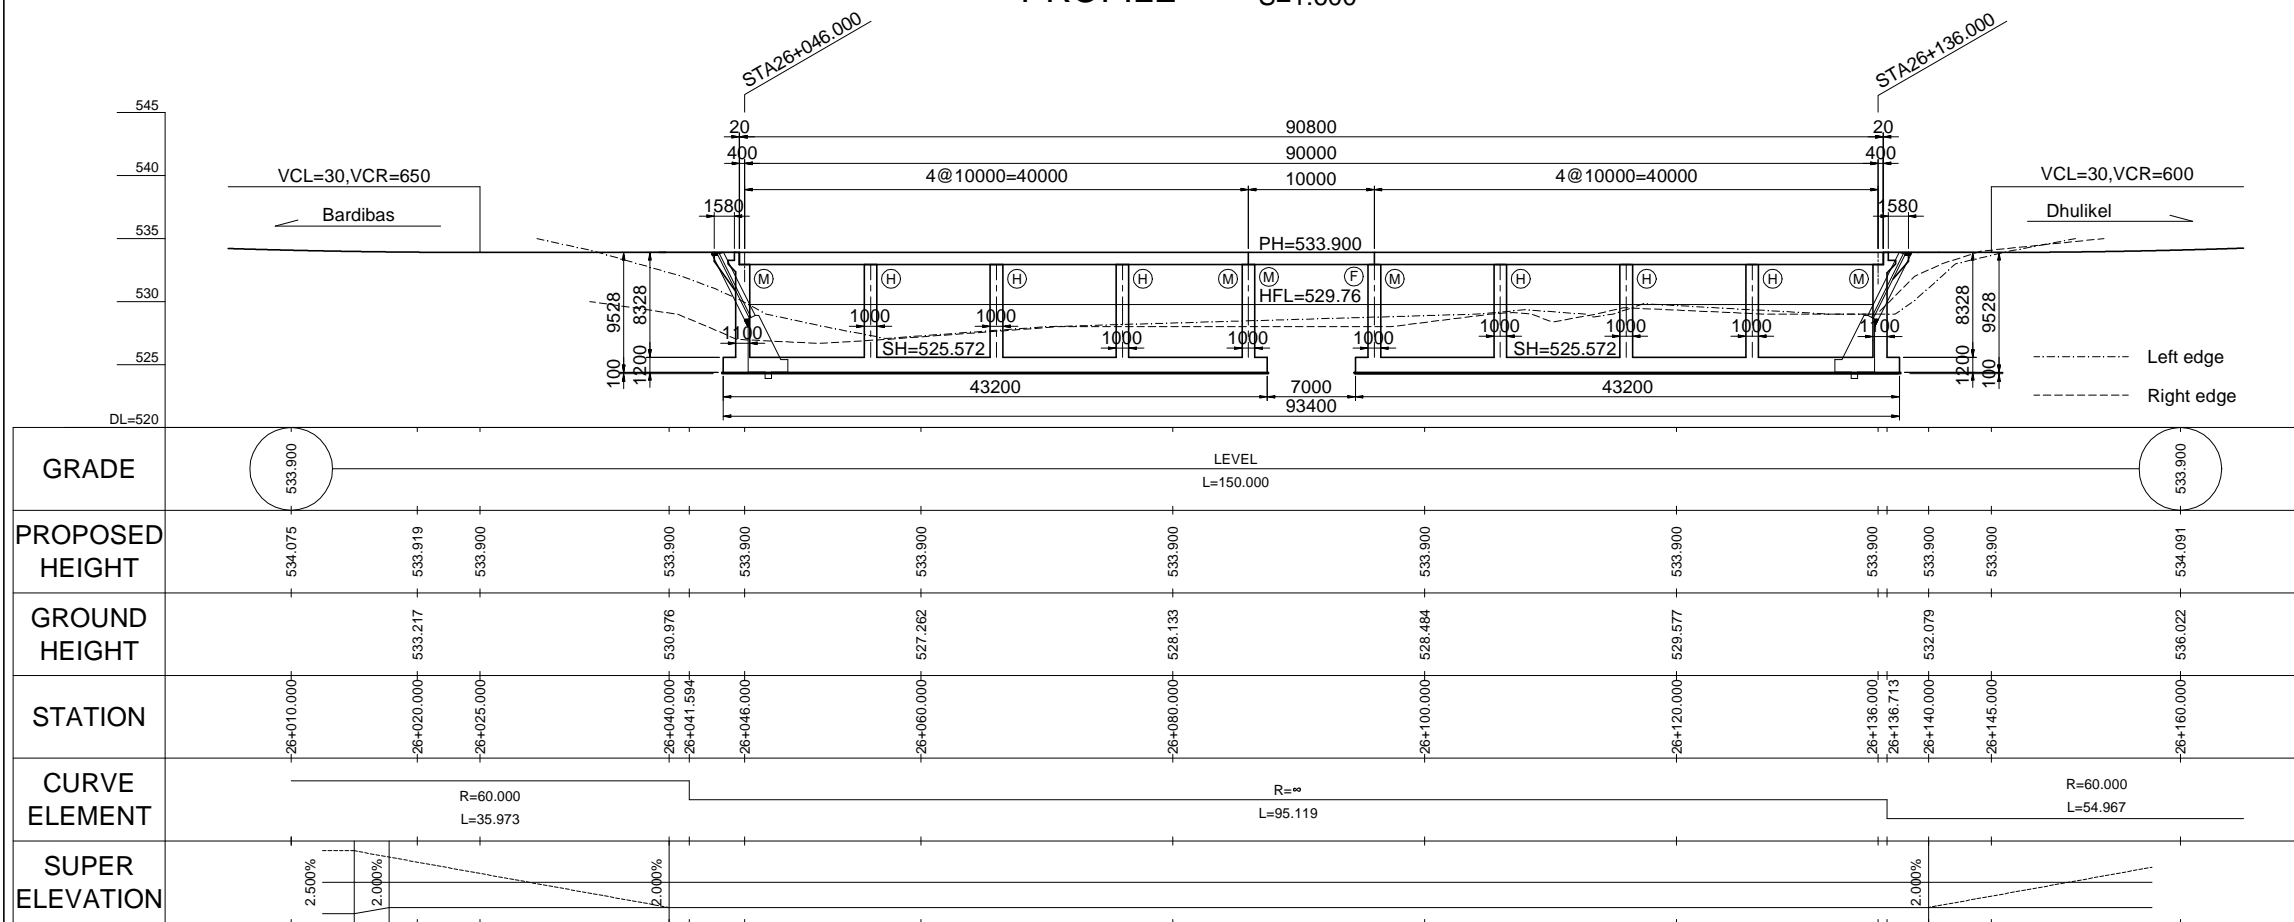 STA26+046.000
STA26+136.000
545
540
535
530
525
DL=520
20
90800
20
400
90000
400
4@10000=40000
10000
4@10000=40000
VCL=30,VCR=650
VCL=30,VCR=600
Bardibas
Dhulikel
1580
1580
PH=533.900
M
H
H
H
M
M
F
H
H
H
M
HFL=529.76
9528
8328
8328
9528
1100
1000
1000
1000
1000
1000
1000
1000
1000
1100
SH=525.572
SH=525.572
100
1200
1200
100
43200
7000
43200
93400
Left edge
Right edge
GRADE
533.900
LEVEL
L=150.000
533.900
PROPOSED
HEIGHT
534.075
533.919
533.900
533.900
533.900
533.900
533.900
533.900
533.900
533.900
533.900
533.900
534.091
GROUND
HEIGHT
533.217
530.976
527.262
528.133
528.484
529.577
532.079
536.022
STATION
26+010.000
26+020.000
26+025.000
26+040.000
26+041.594
26+046.000
26+060.000
26+080.000
26+100.000
26+120.000
26+136.000
26+136.713
26+140.000
26+145.000
26+160.000
CURVE
ELEMENT
R=60.000
L=35.973
R=∞
L=95.119
R=60.000
L=54.967
SUPER
ELEVATION
2.500%
2.000%
2.000%
2.000%